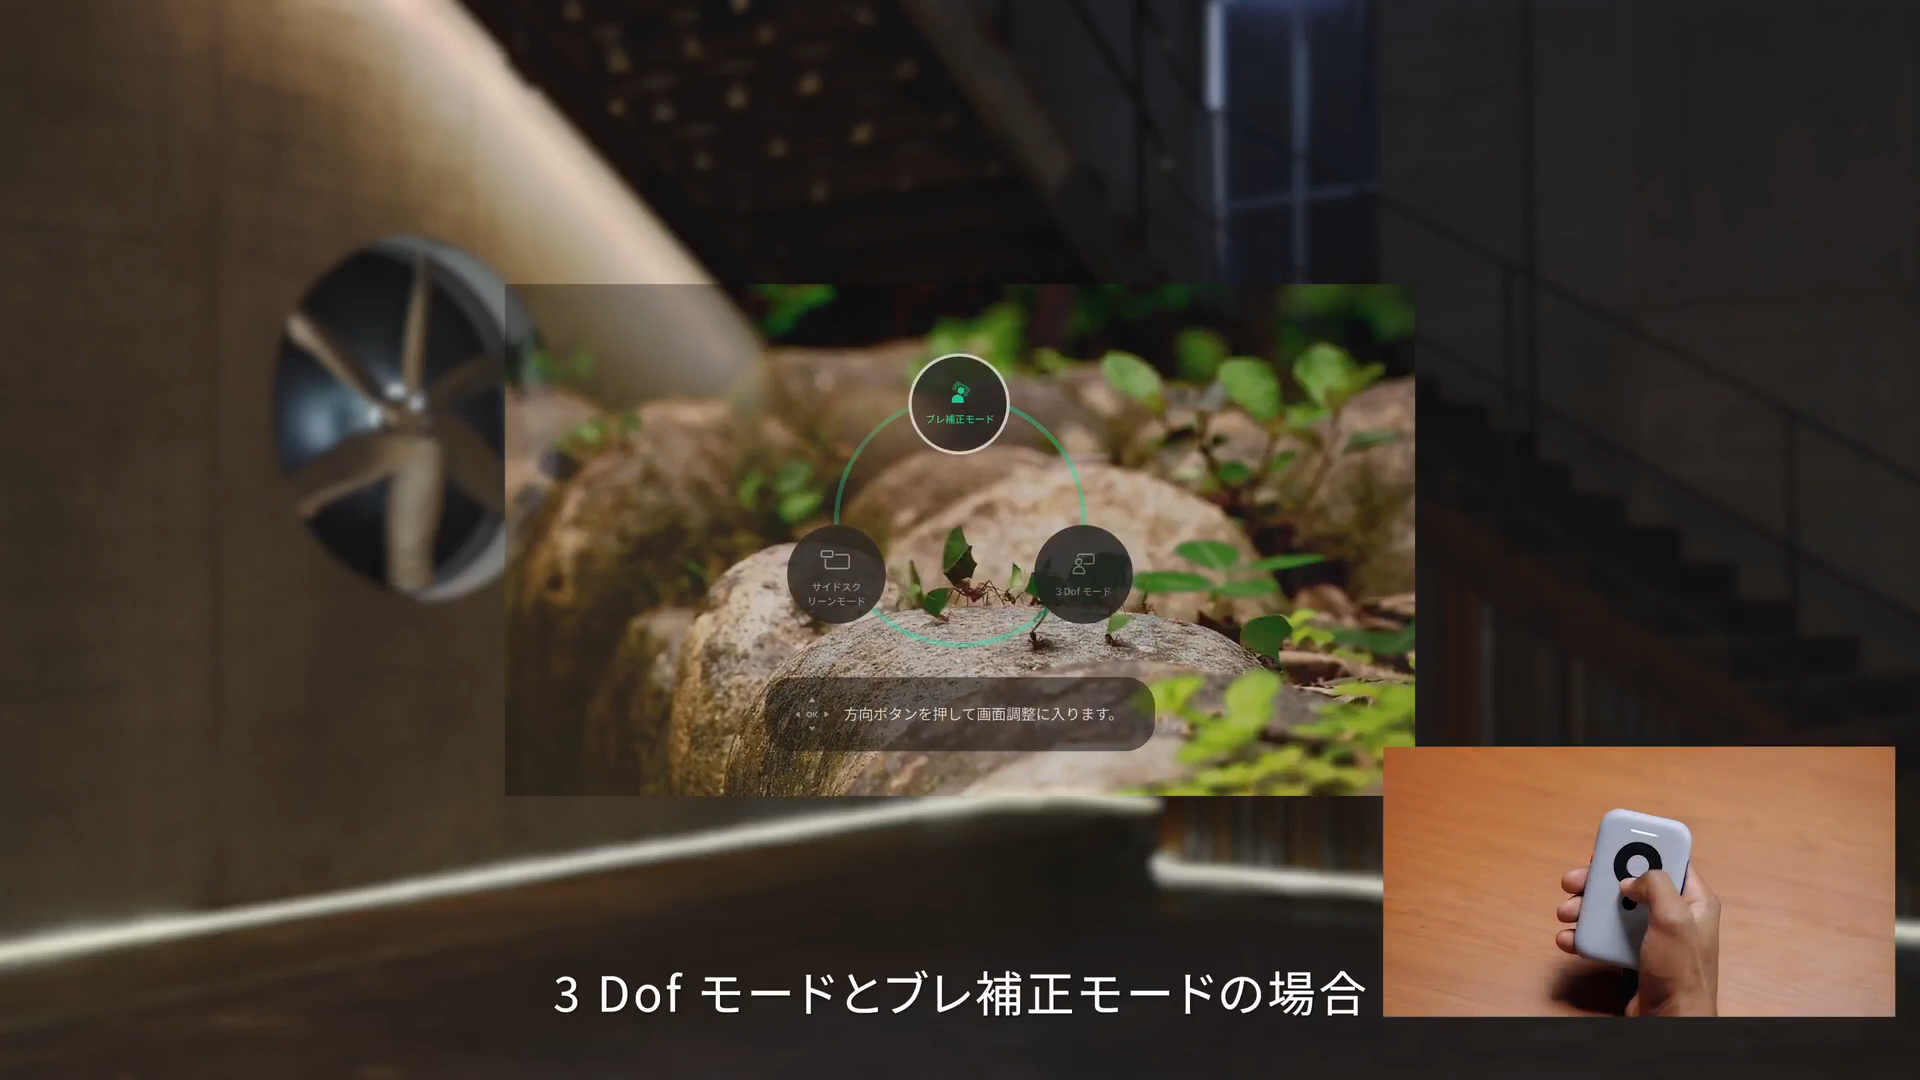 ブレ補正モード
サイドスク
リーンモード
3 Dof モード
OK
方向ボタンを押して画面調整に入ります。
3 Dof モードとブレ補正モードの場合